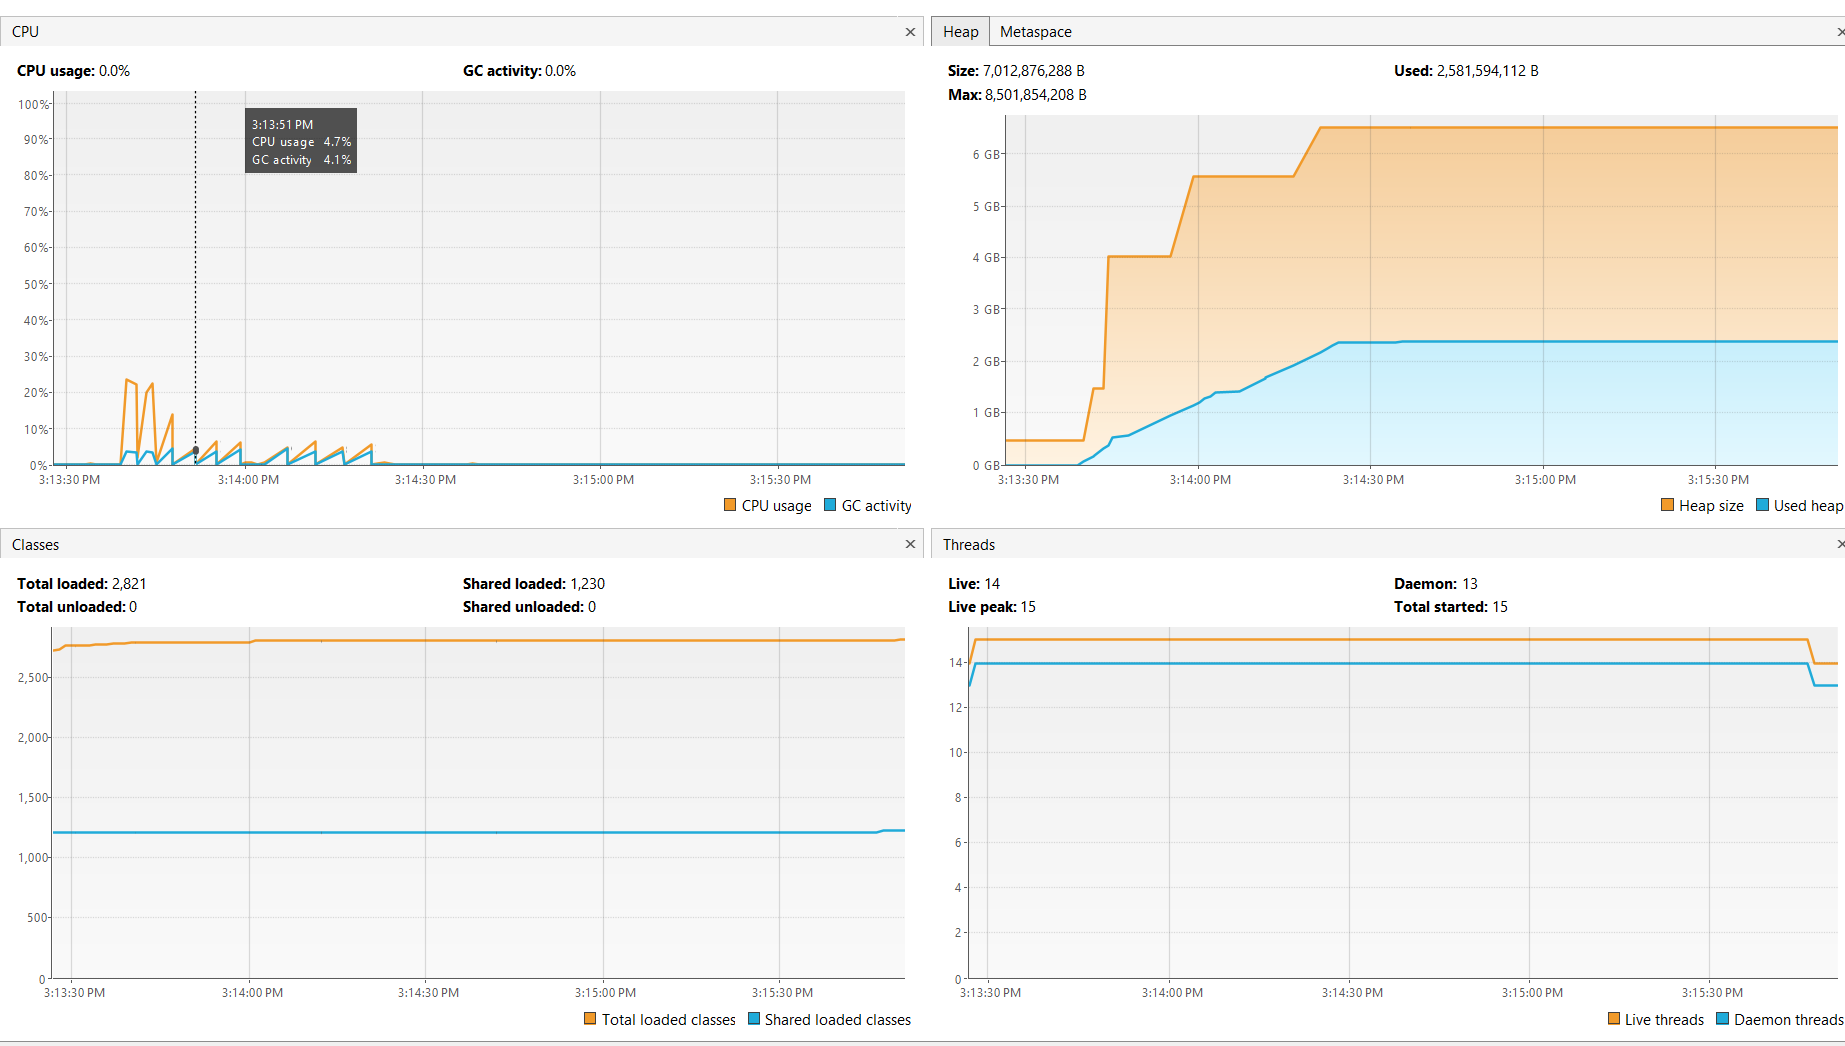 CPU
CPU usage: 0.0%
GC activity: 0.0%
100%
90%
80%
70%
60%
50%
40%
30%
20%
10%
0%
3:13:51 PM
CPU usage 4.7%
GC activity 4.1%
3:13:30 PM
3:14:00 PM
3:14:30 PM
3:15:00 PM
3:15:30 PM
CPU usage
GC activity
Heap
Metaspace
Size: 7,012,876,288 B
Used: 2,581,594,112 B
Max: 8,501,854,208 B
6 GB
5 GB
4 GB
3 GB
2 GB
1 GB
0 GB
3:13:30 PM
3:14:00 PM
3:14:30 PM
3:15:00 PM
3:15:30 PM
Heap size
Used heap
Classes
Total loaded: 2,821
Shared loaded: 1,230
Total unloaded: 0
Shared unloaded: 0
2,500
2,000
1,500
1,000
500
0
3:13:30 PM
3:14:00 PM
3:14:30 PM
3:15:00 PM
3:15:30 PM
Total loaded classes
Shared loaded classes
Threads
Live: 14
Daemon: 13
Live peak: 15
Total started: 15
14
12
10
8
6
4
2
0
3:13:30 PM
3:14:00 PM
3:14:30 PM
3:15:00 PM
3:15:30 PM
Live threads
Daemon threads